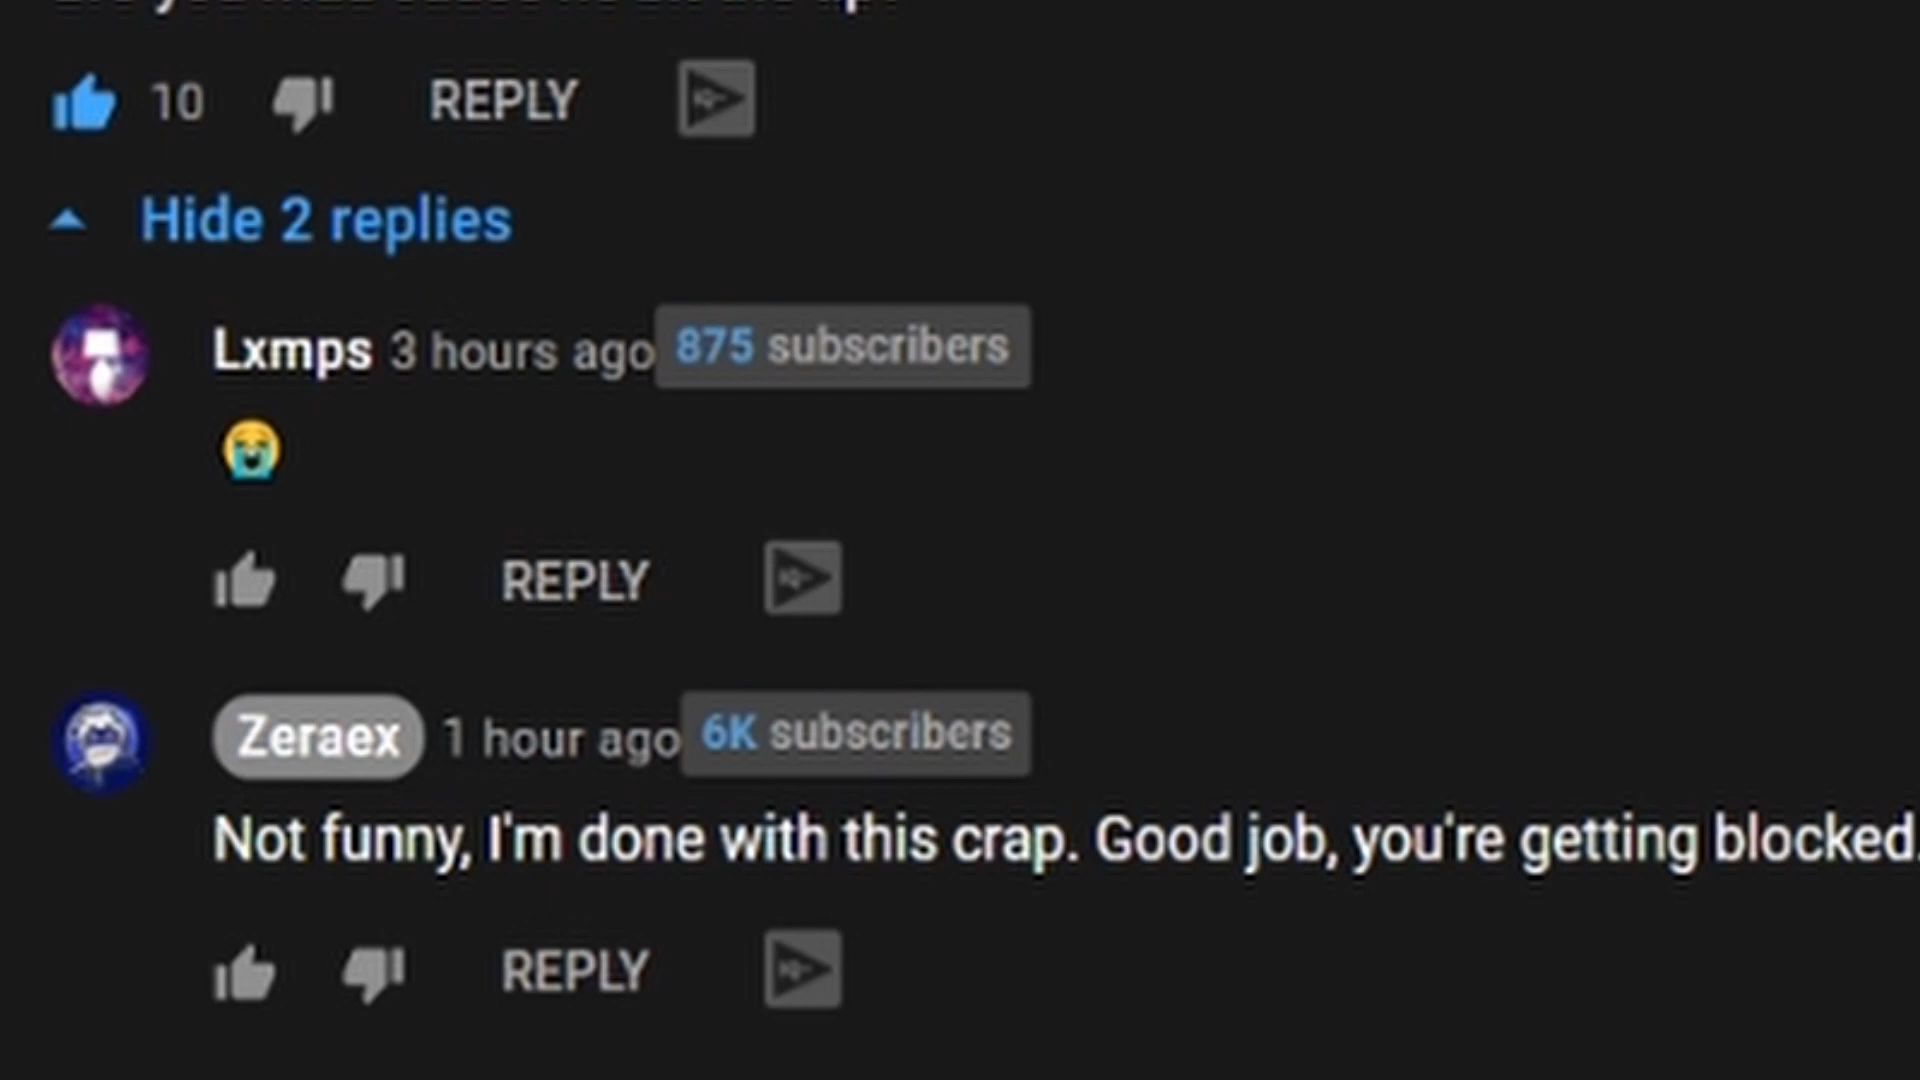 10 REPLY
Hide 2 replies
Lxmps 3 hours ago 875 subscribers
😭
REPLY
Zeraex 1 hour ago 6K subscribers
Not funny, I'm done with this crap. Good job, you're getting blocked.
REPLY